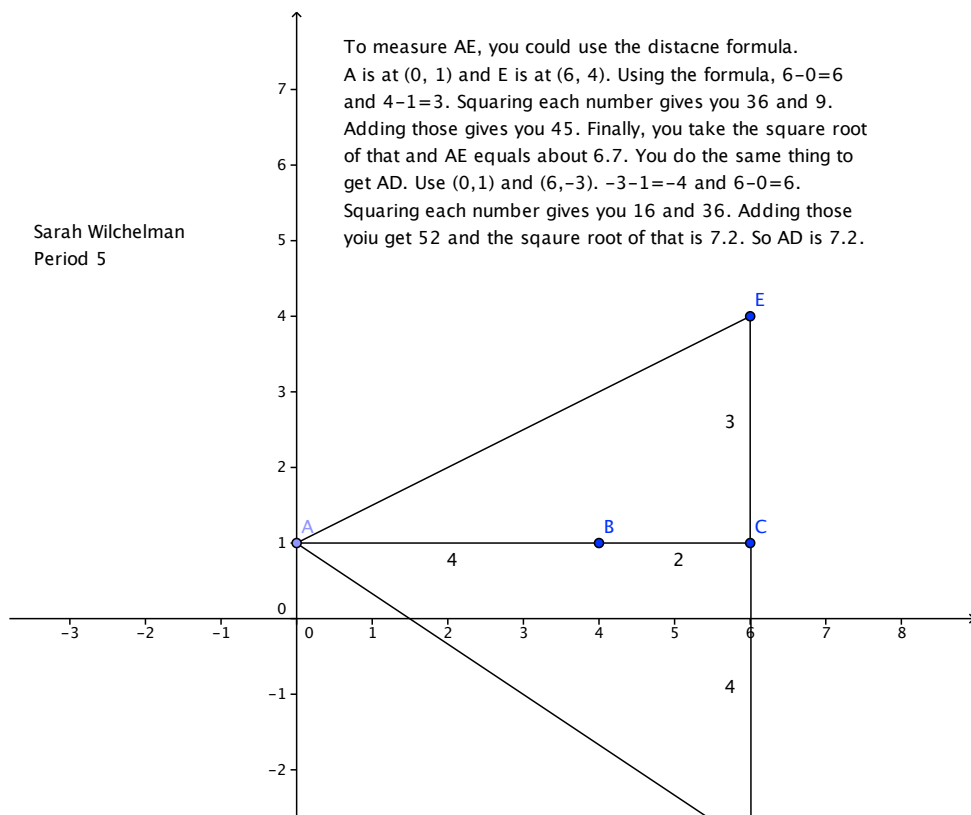 To measure AE, you could use the distacne formula.
A is at (0, 1) and E is at (6, 4). Using the formula, 6–0=6
and 4–1=3. Squaring each number gives you 36 and 9.
Adding those gives you 45. Finally, you take the square root
of that and AE equals about 6.7. You do the same thing to
get AD. Use (0,1) and (6,–3). –3–1=–4 and 6–0=6.
Squaring each number gives you 16 and 36. Adding those
yoiu get 52 and the sqaure root of that is 7.2. So AD is 7.2.
Sarah Wilchelman
Period 5
7
6
5
4
3
2
1
0
–1
–2
E
3
A
B
C
4
2
–3
–2
–1
0
1
2
3
4
5
6
7
8
4